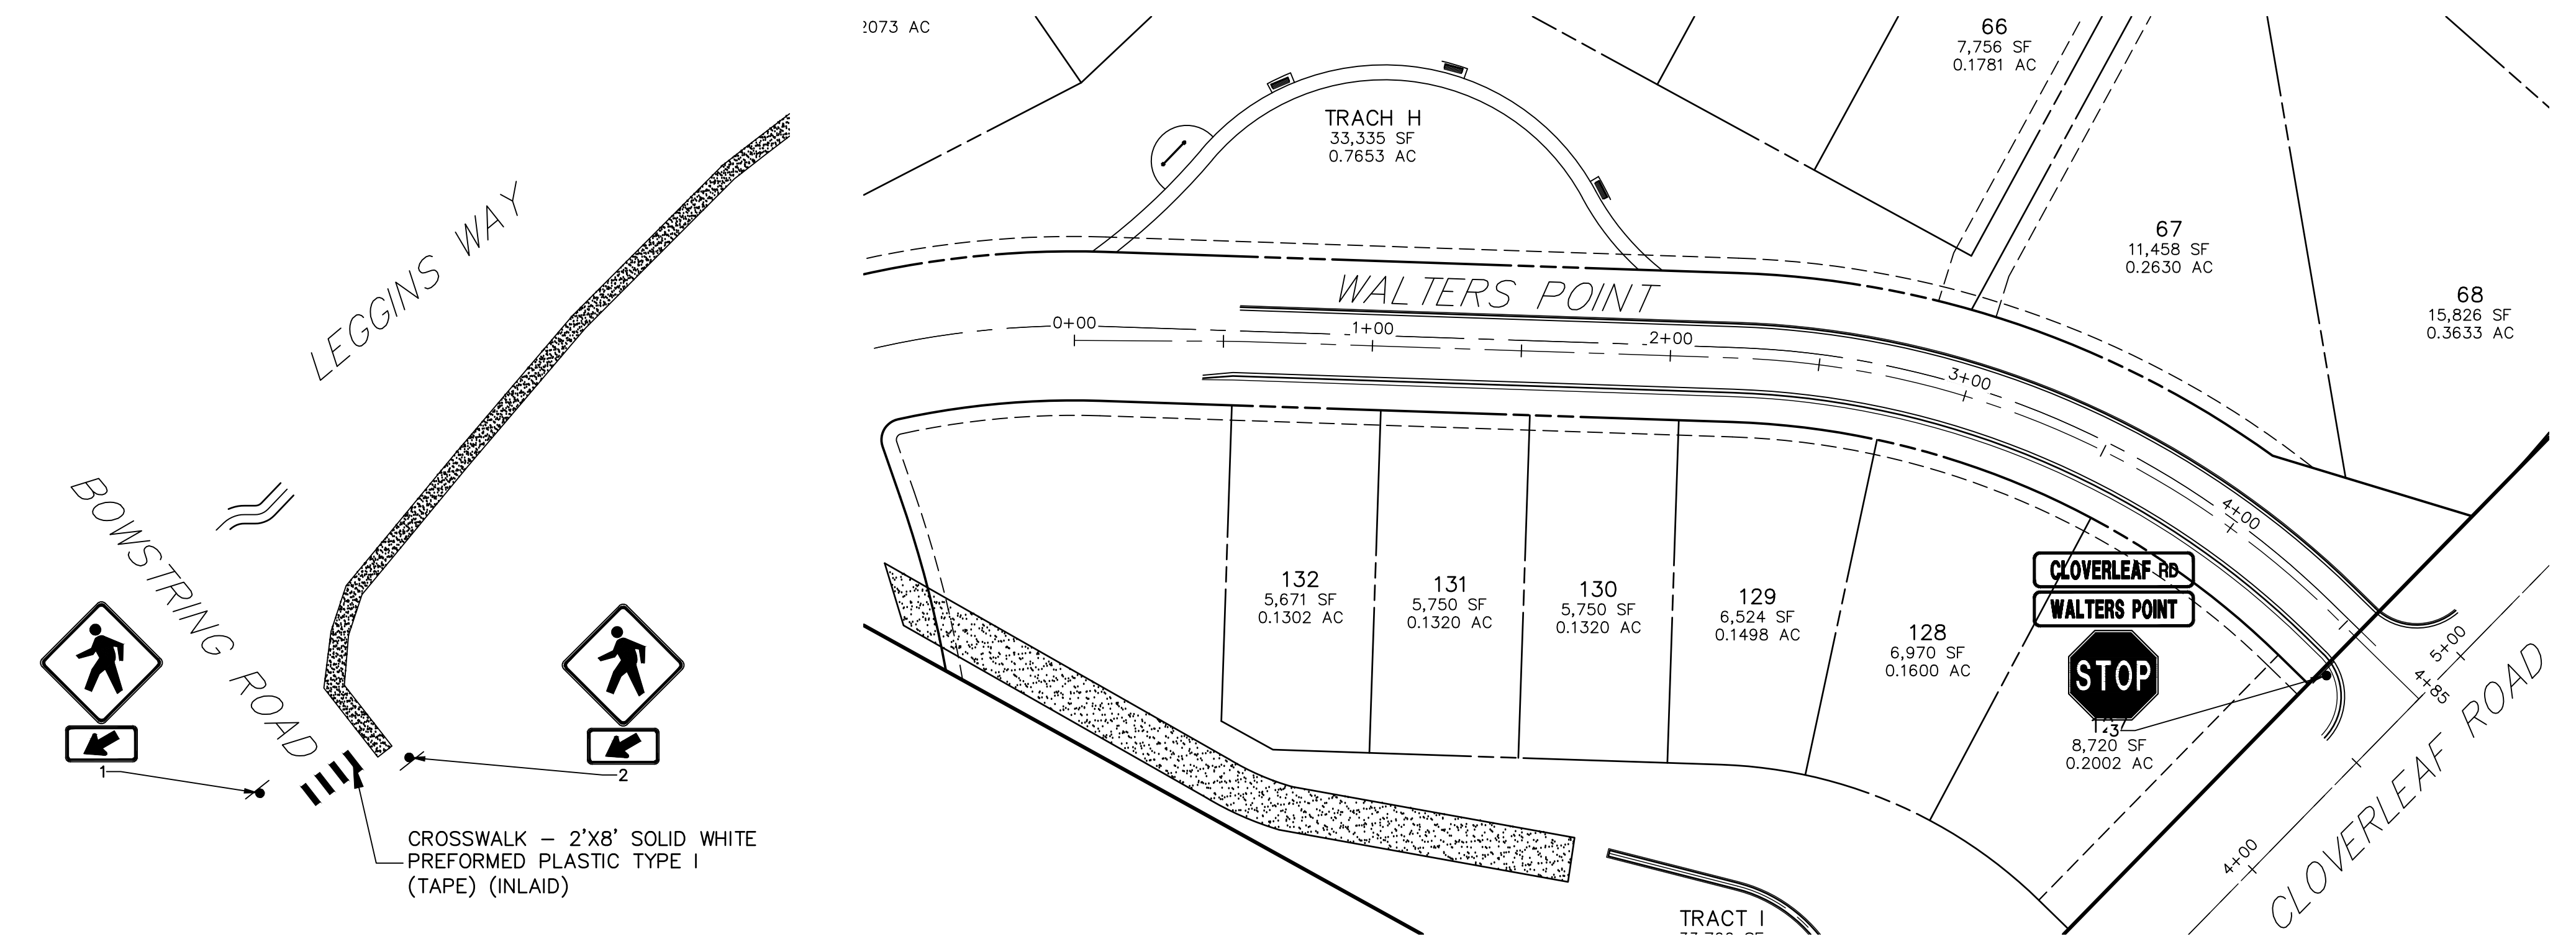 LEGGINS WAY
BOWSTRING ROAD
1
2
CROSSWALK – 2'X8' SOLID WHITE
PREFORMED PLASTIC TYPE I
(TAPE) (INLAID)
2073 AC
TRACH H
33,335 SF
0.7653 AC
66
7,756 SF
0.1781 AC
67
11,458 SF
0.2630 AC
68
15,826 SF
0.3633 AC
WALTERS POINT
0+00
1+00
2+00
3+00
4+00
132
5,671 SF
0.1302 AC
131
5,750 SF
0.1320 AC
130
5,750 SF
0.1320 AC
129
6,524 SF
0.1498 AC
128
6,970 SF
0.1600 AC
CLOVERLEAF RD
WALTERS POINT
STOP
3
8,720 SF
0.2002 AC
5+00
4+85
4+00
CLOVERLEAF ROAD
TRACT I